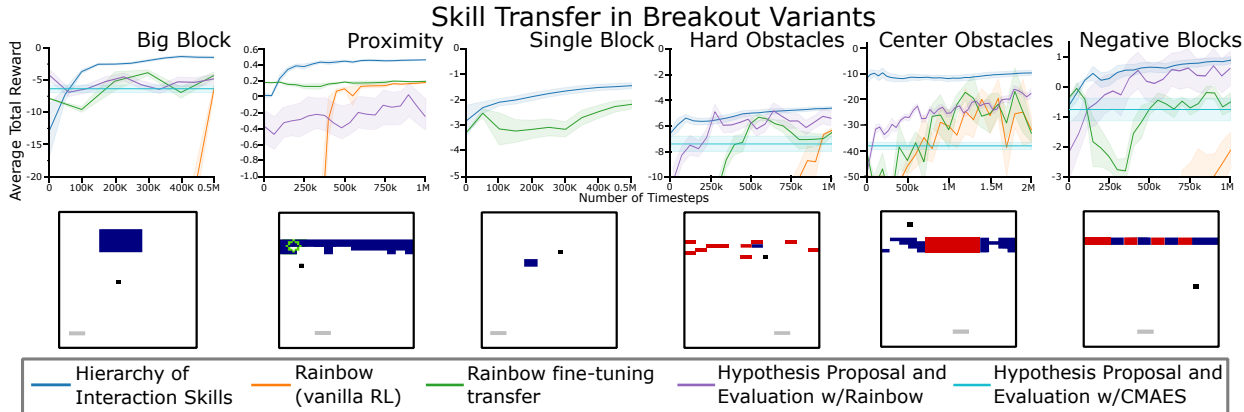 Skill Transfer in Breakout Variants
Big Block
Proximity
Single Block
Hard Obstacles
Center Obstacles
Negative Blocks
Average Total Reward
0
-5
-10
-15
-20
0 100K 200K 300K 400K 0.5M
0.6
0.4
0.2
0.0
-0.2
-0.4
-0.6
0.6
-1.0
0 250k 500k 750k 1M
0
-1
-2
-3
-4
-5
0 100K 200K 300K 400K 0.5M
0
-2
-4
-6
-8
-10
0 250k 500k 750k 1M
0
-10
-20
-30
-40
-50
0 500k 1M 1.5M 2M
1
0
-1
-2
-3
0 250k 500k 750k 1M
Number of Timesteps
Hierarchy of
Interaction Skills
Rainbow
(vanilla RL)
Rainbow fine-tuning
transfer
Hypothesis Proposal and
Evaluation w/Rainbow
Hypothesis Proposal and
Evaluation w/CMAES